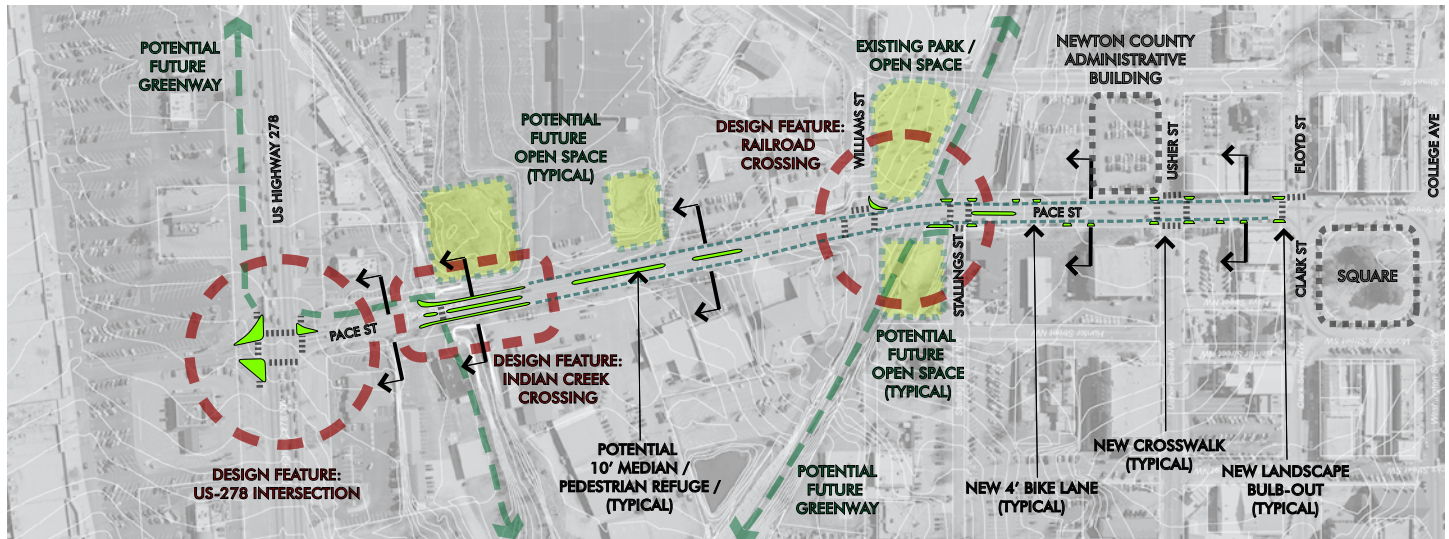 POTENTIAL
FUTURE
GREENWAY
US HIGHWAY 278
POTENTIAL
FUTURE
OPEN SPACE
(TYPICAL)
EXISTING PARK /
OPEN SPACE
WILLIAMS ST
DESIGN FEATURE:
RAILROAD
CROSSING
NEWTON COUNTY
ADMINISTRATIVE
BUILDING
USHER ST
FLOYD ST
COLLEGE AVE
PACE ST
STALLINGS ST
CLARK ST
SQUARE
PACE ST
DESIGN FEATURE:
INDIAN CREEK
CROSSING
POTENTIAL
FUTURE
OPEN SPACE
(TYPICAL)
DESIGN FEATURE:
US-278 INTERSECTION
POTENTIAL
10' MEDIAN /
PEDESTRIAN REFUGE /
(TYPICAL)
POTENTIAL
FUTURE
GREENWAY
NEW 4' BIKE LANE
(TYPICAL)
NEW CROSSWALK
(TYPICAL)
NEW LANDSCAPE
BULB-OUT
(TYPICAL)